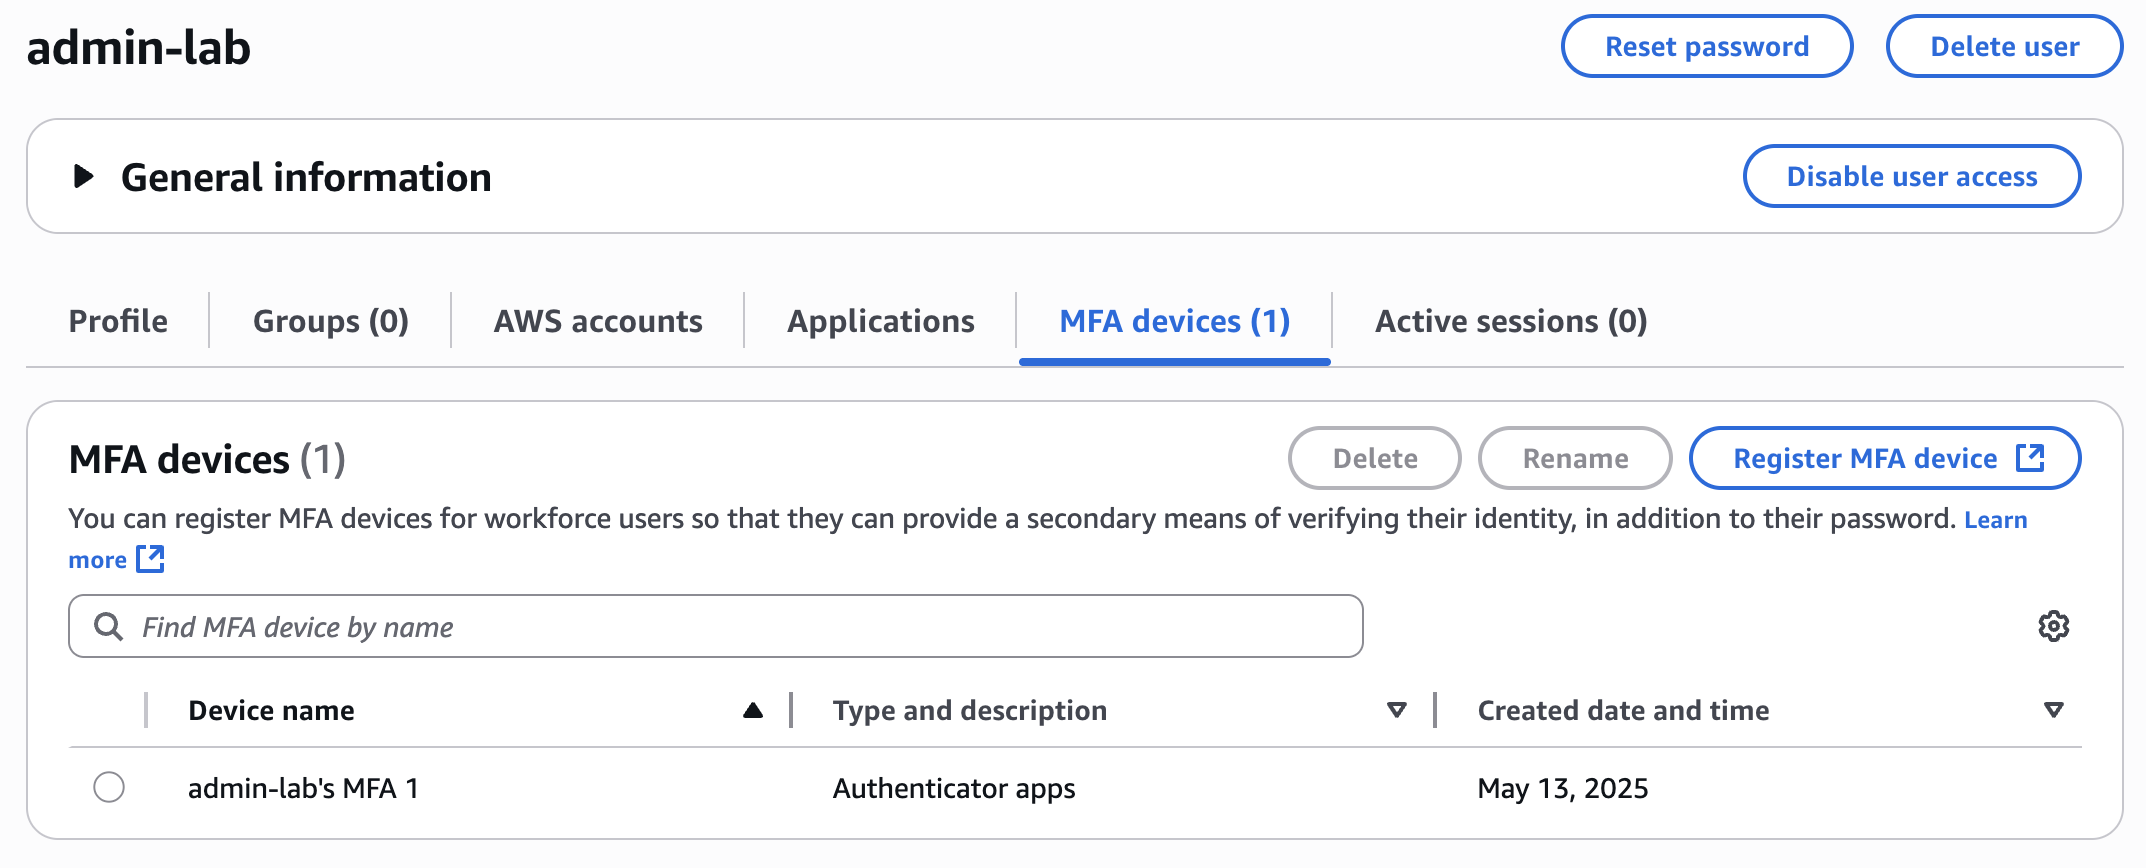 admin-lab
Reset password
Delete user
General information
Disable user access
Profile
Groups (0)
AWS accounts
Applications
MFA devices (1)
Active sessions (0)
MFA devices (1)
Delete
Rename
Register MFA device
You can register MFA devices for workforce users so that they can provide a secondary means of verifying their identity, in addition to their password. Learn
more
Find MFA device by name
Device name
Type and description
Created date and time
admin-lab's MFA 1
Authenticator apps
May 13, 2025